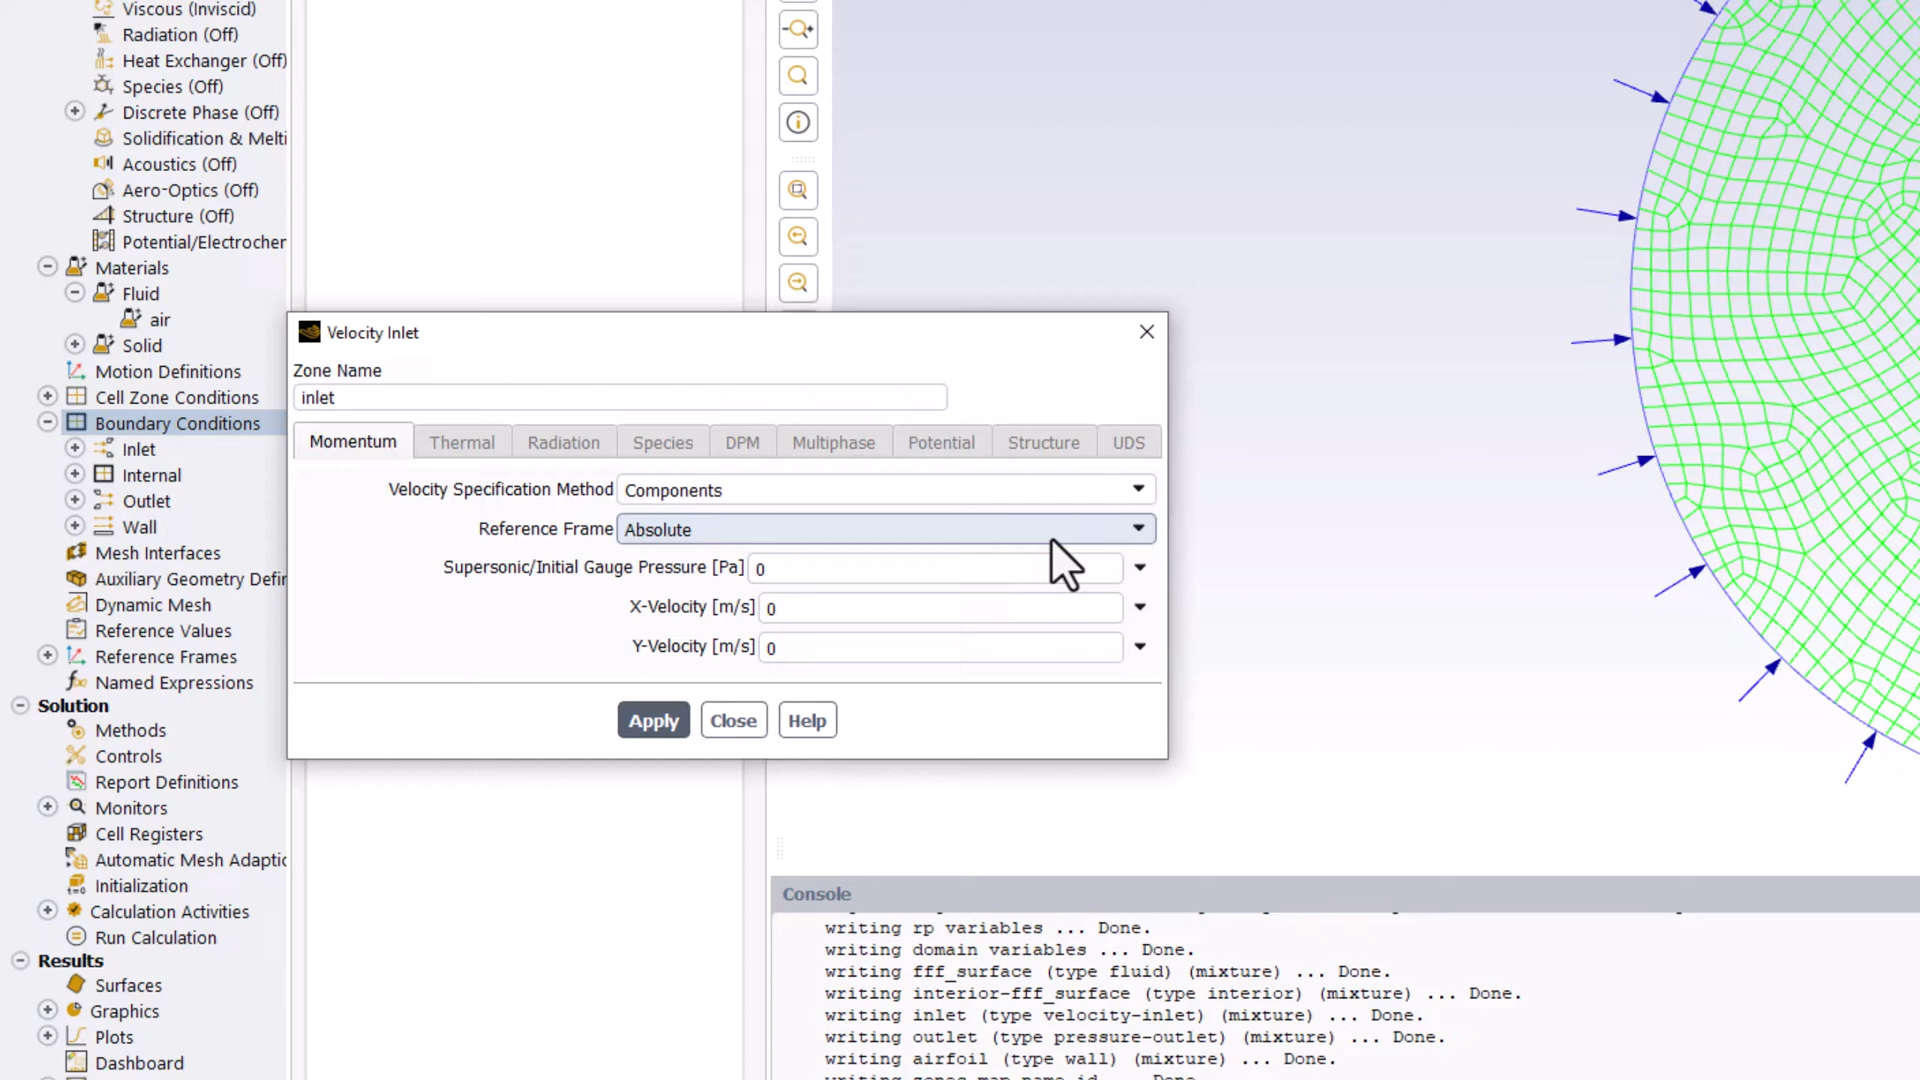 Viscous (Inviscid)
Radiation (Off)
Heat Exchanger (Off)
Species (Off)
Discrete Phase (Off)
Solidification & Melti
Acoustics (Off)
Aero-Optics (Off)
Structure (Off)
Potential/Electrocher
Materials
Fluid
air
Solid
Motion Definitions
Cell Zone Conditions
Boundary Conditions
Inlet
Internal
Outlet
Wall
Mesh Interfaces
Auxiliary Geometry Defir
Dynamic Mesh
Reference Values
Reference Frames
Named Expressions
Solution
Methods
Controls
Report Definitions
Monitors
Cell Registers
Automatic Mesh Adaptic
Initialization
Calculation Activities
Run Calculation
Results
Surfaces
Graphics
Plots
Dashboard
Velocity Inlet
Zone Name
inlet
Momentum Thermal Radiation Species DPM Multiphase Potential Structure UDS
Velocity Specification Method Components
Reference Frame Absolute
Supersonic/Initial Gauge Pressure [Pa] 0
X-Velocity [m/s] 0
Y-Velocity [m/s] 0
Apply Close Help
Console
writing rp variables ... Done.
writing domain variables ... Done.
writing fff_surface (type fluid) (mixture) ... Done.
writing interior-fff_surface (type interior) (mixture) ... Done.
writing inlet (type velocity-inlet) (mixture) ... Done.
writing outlet (type pressure-outlet) (mixture) ... Done.
writing airfoil (type wall) (mixture) ... Done.
writing zones map name-id ... Done.